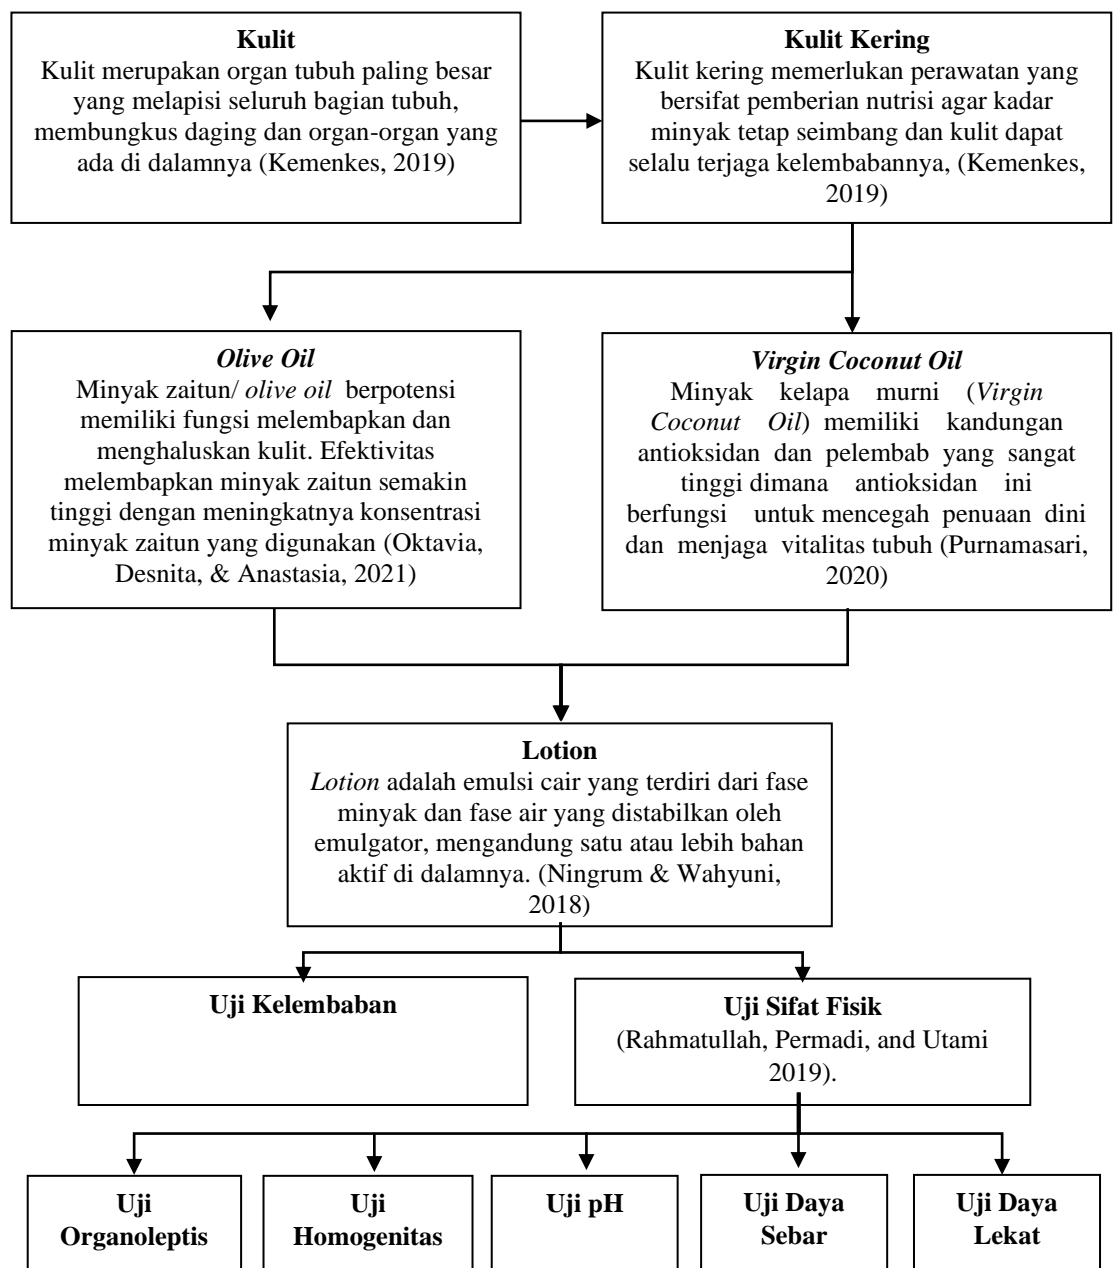 Kulit
Kulit merupakan organ tubuh paling besar
yang melapisi seluruh bagian tubuh,
membungkus daging dan organ-organ yang
ada di dalamnya (Kemenkes, 2019)
Kulit Kering
Kulit kering memerlukan perawatan yang
bersifat pemberian nutrisi agar kadar
minyak tetap seimbang dan kulit dapat
selalu terjaga kelembabannya, (Kemenkes,
2019)
Olive Oil
Minyak zaitun/ olive oil berpotensi
memiliki fungsi melembapkan dan
menghaluskan kulit. Efektivitas
melembapkan minyak zaitun semakin
tinggi dengan meningkatnya konsentrasi
minyak zaitun yang digunakan (Oktavia,
Desnita, & Anastasia, 2021)
Virgin Coconut Oil
Minyak kelapa murni (Virgin
Coconut Oil) memiliki kandungan
antioksidan dan pelembab yang sangat
tinggi dimana antioksidan ini
berfungsi untuk mencegah penuaan dini
dan menjaga vitalitas tubuh (Purnamasari,
2020)
Lotion
Lotion adalah emulsi cair yang terdiri dari fase
minyak dan fase air yang distabilkan oleh
emulgator, mengandung satu atau lebih bahan
aktif di dalamnya. (Ningrum & Wahyuni,
2018)
Uji Kelembaban
Uji Sifat Fisik
(Rahmatullah, Permadi, and Utami
2019).
Uji
Organoleptis
Uji
Homogenitas
Uji pH
Uji Daya
Sebar
Uji Daya
Lekat